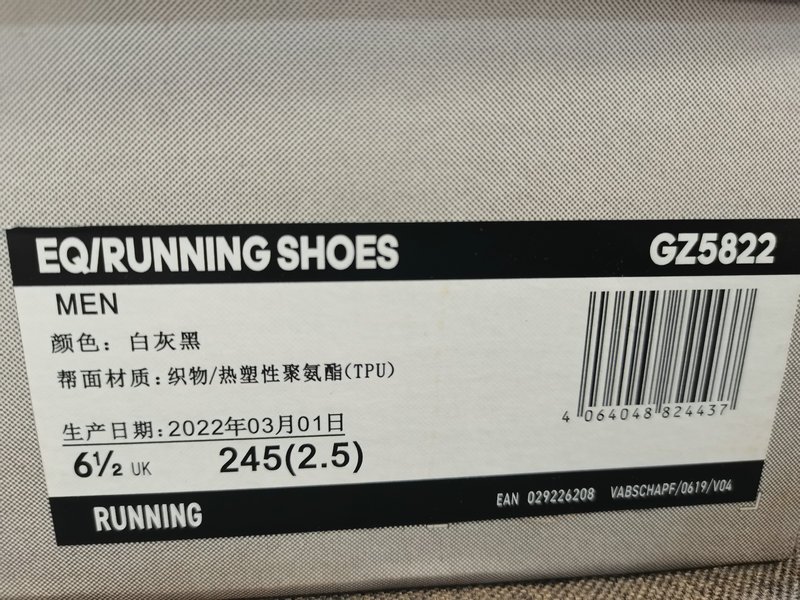 EQ/RUNNING SHOES GZ5822
MEN
颜色：白灰黑
帮面材质：织物/热塑性聚氨酯(TPU)
生产日期:2022年03月01日
6½ UK 245(2.5)
4 064048 824437
RUNNING
EAN 029226208 VABSCHAPF/0619/V04